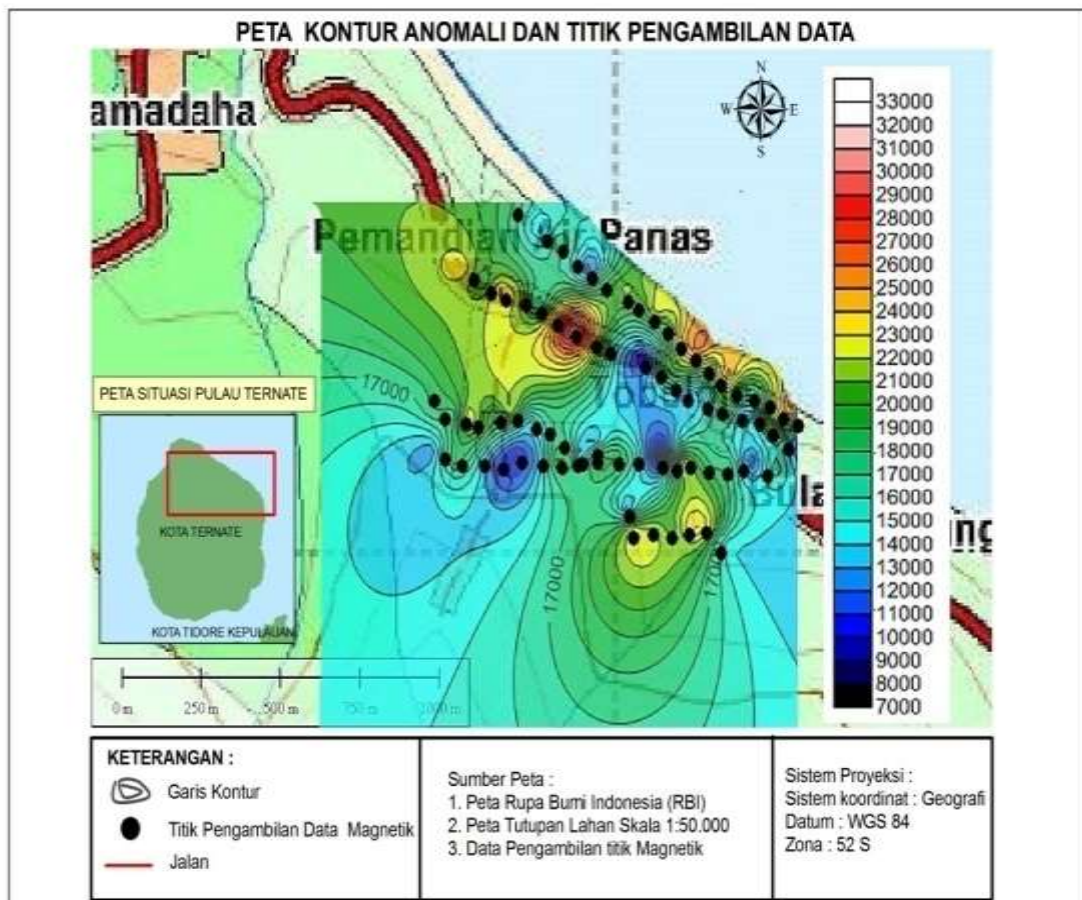 PETA KONTUR ANOMALI DAN TITIK PENGAMBILAN DATA
amadaha
N
W E
S
Pemandian Air Panas
33000
32000
31000
30000
29000
28000
27000
26000
25000
24000
23000
22000
21000
20000
19000
18000
17000
16000
15000
14000
13000
12000
11000
10000
9000
8000
7000
17000
17000
PETA SITUASI PULAU TERNATE
KOTA TERNATE
KOTA TIDORE KEPULAUAN
Bula
ng
0 m 250 m 500 m 750 m 1000 m
KETERANGAN :
Garis Kontur
Titik Pengambilan Data Magnetik
Jalan
Sumber Peta :
1. Peta Rupa Bumi Indonesia (RBI)
2. Peta Tutupan Lahan Skala 1:50.000
3. Data Pengambilan titik Magnetik
Sistem Proyeksi :
Sistem koordinat : Geografi
Datum : WGS 84
Zona : 52 S